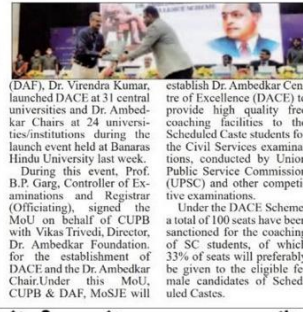 (DAF), Dr. Virendra Kumar,
launched DACE at 31 central
universities and Dr. Ambed-
kar Chairs at 24 universi-
ties/institutions during the
launch event held at Banaras
Hindu University last week.
During this event, Prof.
B.P. Garg, Controller of Ex-
aminations and Registrar
(Officiating), signed the
MoU on behalf of CUPB
with Vikas Trivedi, Director,
Dr. Ambedkar Foundation.
for the establishment of
DACE and the Dr. Ambedkar
Chair.Under this MoU,
CUPB & DAF, MoSJE will
establish Dr. Ambedkar Cen
tre of Excellence (DACE) to
provide high quality free
coaching facilities to the
Scheduled Caste students for
the Civil Services examina
tions, conducted by Union
Public Service Commission
(UPSC) and other competi
tive examinations.
Under the DACE Scheme
a total of 100 seats have been
sanctioned for the coaching
of SC students, of which
33% of seats will preferably
be given to the eligible fe
male candidates of Sched
uled Castes.